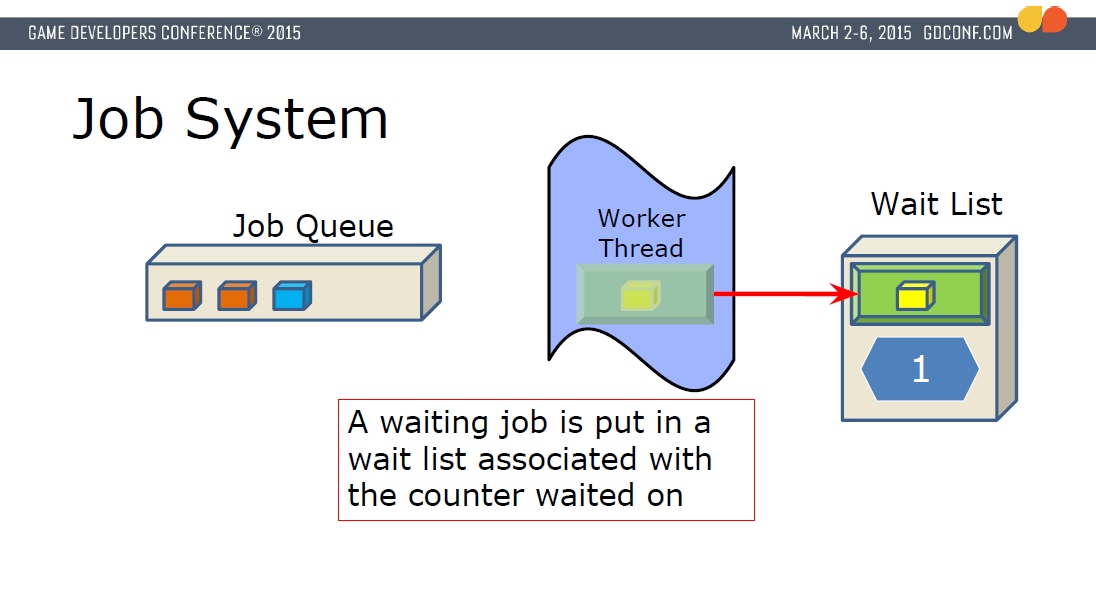 GAME DEVELOPERS CONFERENCE® 2015
MARCH 2-6, 2015 GDCONF.COM
Job System
Job Queue
Worker
Thread
Wait List
1
A waiting job is put in a
wait list associated with
the counter waited on